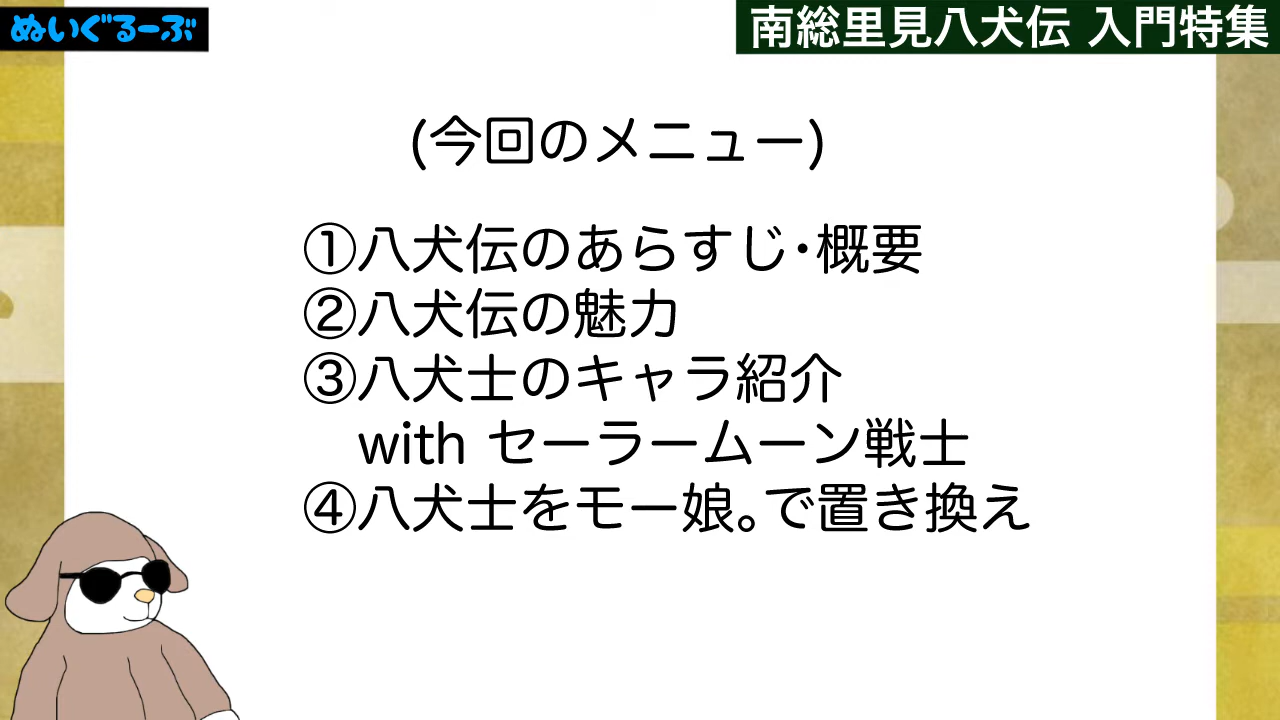 ぬいぐるーぶ
南総里見八犬伝 入門特集
(今回のメニュー)
①八犬伝のあらすじ･概要
②八犬伝の魅力
③八犬士のキャラ紹介
with セーラームーン戦士
④八犬士をモー娘。で置き換え